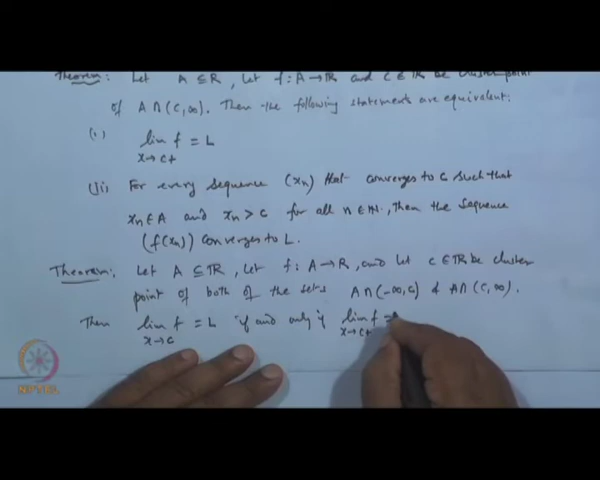 Theorem: Let A ⊆ R, let f: A → R and c ∈ R be cluster point
of A ∩ (c, ∞). Then the following statements are equivalent.
(i) lim f = L
x→c+
(ii) For every sequence (xn) that converges to c such that
xn ∈ A and xn > c for all n ∈ N, then the sequence
(f(xn)) converges to L.
Theorem: Let A ⊆ R, let f: A → R, and let c ∈ R be cluster
point of both of the sets A ∩ (-∞, c) & A ∩ (c, ∞).
Then lim f = L if and only if lim f =
x→c x→c+
NPTEL